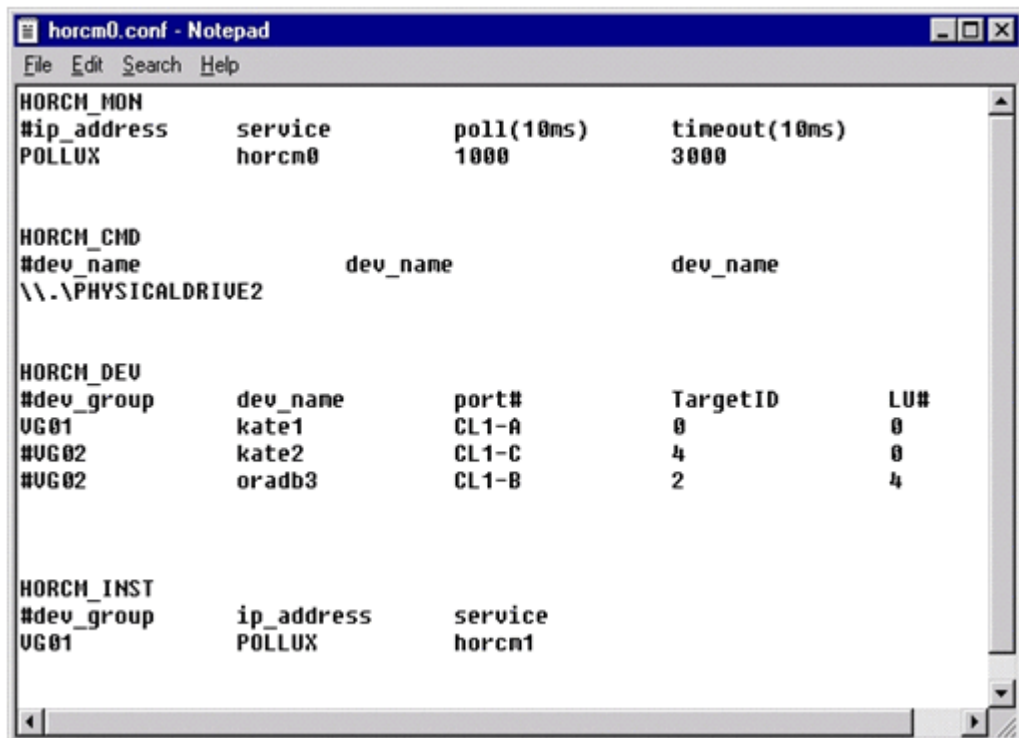 horcm0.conf - Notepad
File Edit Search Help
HORCM_MON
#ip_address service poll(10ms) timeout(10ms)
POLLUX horcm0 1000 3000
HORCM_CMD
#dev_name dev_name dev_name
\\.\PHYSICALDRIVE2
HORCM_DEV
#dev_group dev_name port# TargetID LU#
VG01 kate1 CL1-A 0 0
#VG02 kate2 CL1-C 4 0
#VG02 oradb3 CL1-B 2 4
HORCM_INST
#dev_group ip_address service
VG01 POLLUX horcm1